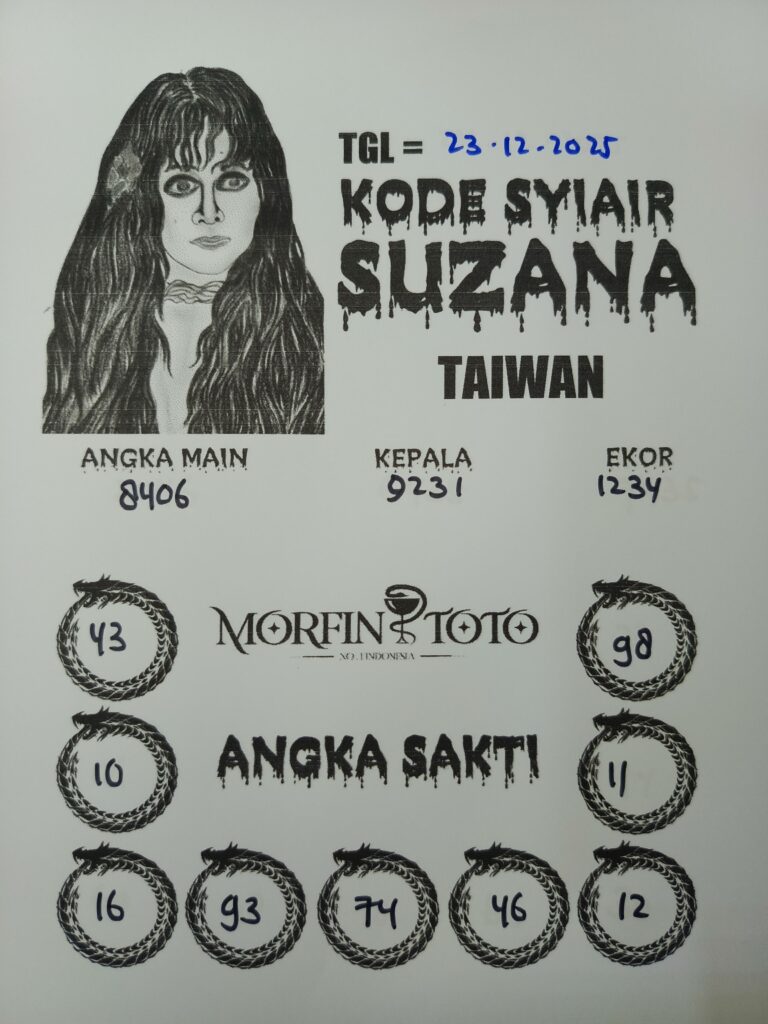 TGL = 23.12.2025
KODE SYIAIR
SUZANA
TAIWAN
ANGKA MAIN KEPALA EKOR
8406 9231 1234
43 MORFIN TOTO 98
NO.1 INDONESIA
10 ANGKA SAKTI 11
16 93 74 46 12